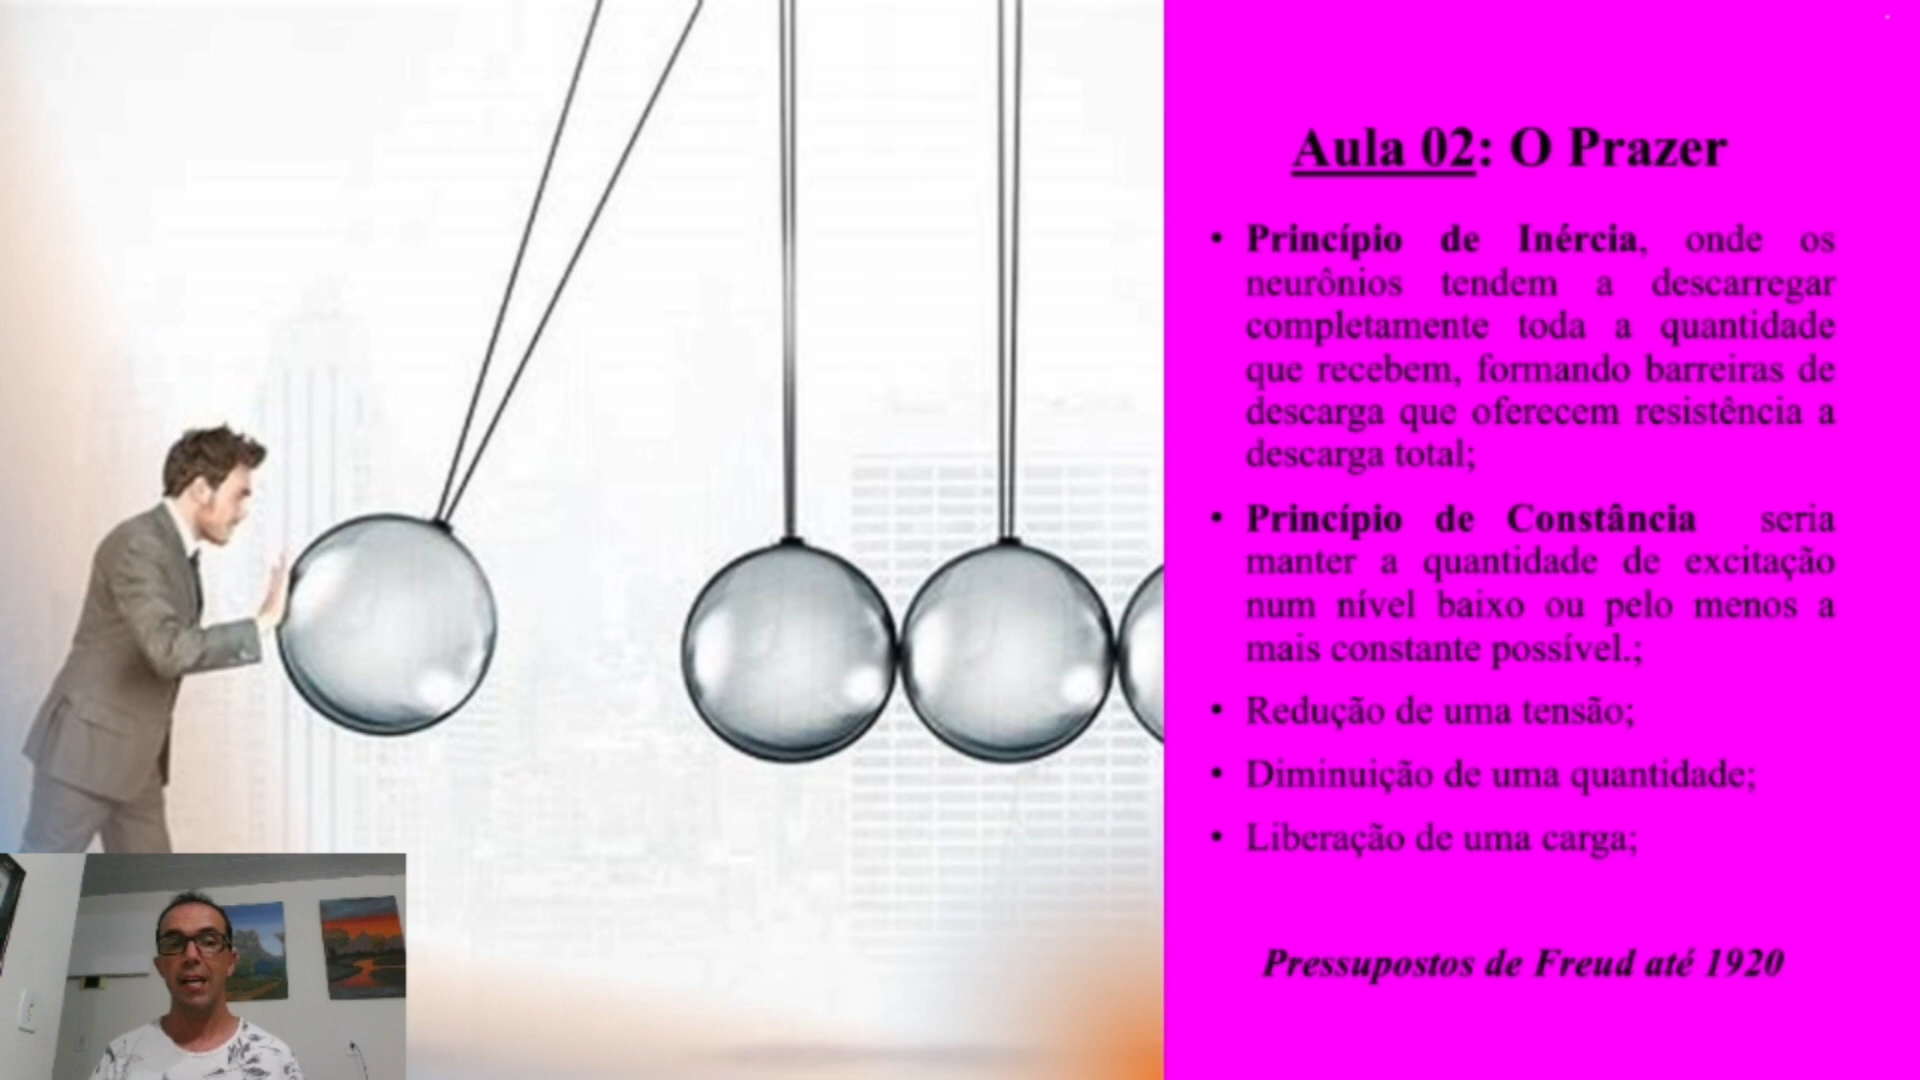 Aula 02: O Prazer
• Princípio de Inércia, onde os
neurônios tendem a descarregar
completamente toda a quantidade
que recebem, formando barreiras de
descarga que oferecem resistência a
descarga total;
• Princípio de Constância seria
manter a quantidade de excitação
num nível baixo ou pelo menos a
mais constante possível.;
• Redução de uma tensão;
• Diminuição de uma quantidade;
• Liberação de uma carga;
Pressupostos de Freud até 1920